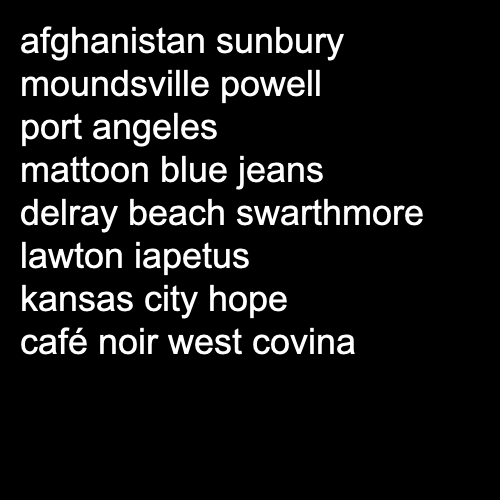 afghanistan sunbury
moundsville powell
port angeles
mattoon blue jeans
delray beach swarthmore
lawton iapetus
kansas city hope
café noir west covina